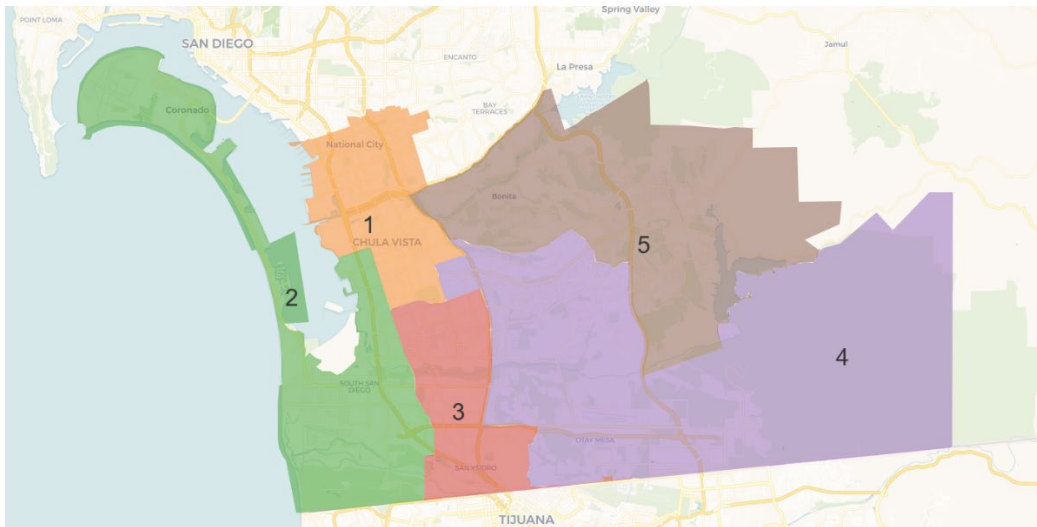 POINT LOMA
SAN DIEGO
Spring Valley
Jamul
ENCANTO
La Presa
BAY
TERRACES
Coronado
National City
Bonita
1
CHULA VISTA
5
2
4
SOUTH SAN
DIEGO
3
OTAY MESA
SAN YSIDRO
TIJUANA